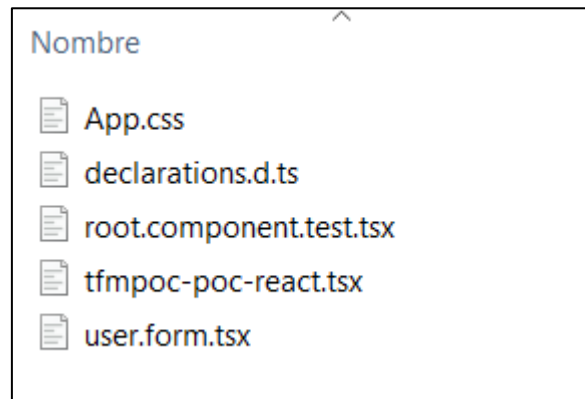 Nombre
App.css
declarations.d.ts
root.component.test.tsx
tfmpoc-poc-react.tsx
user.form.tsx